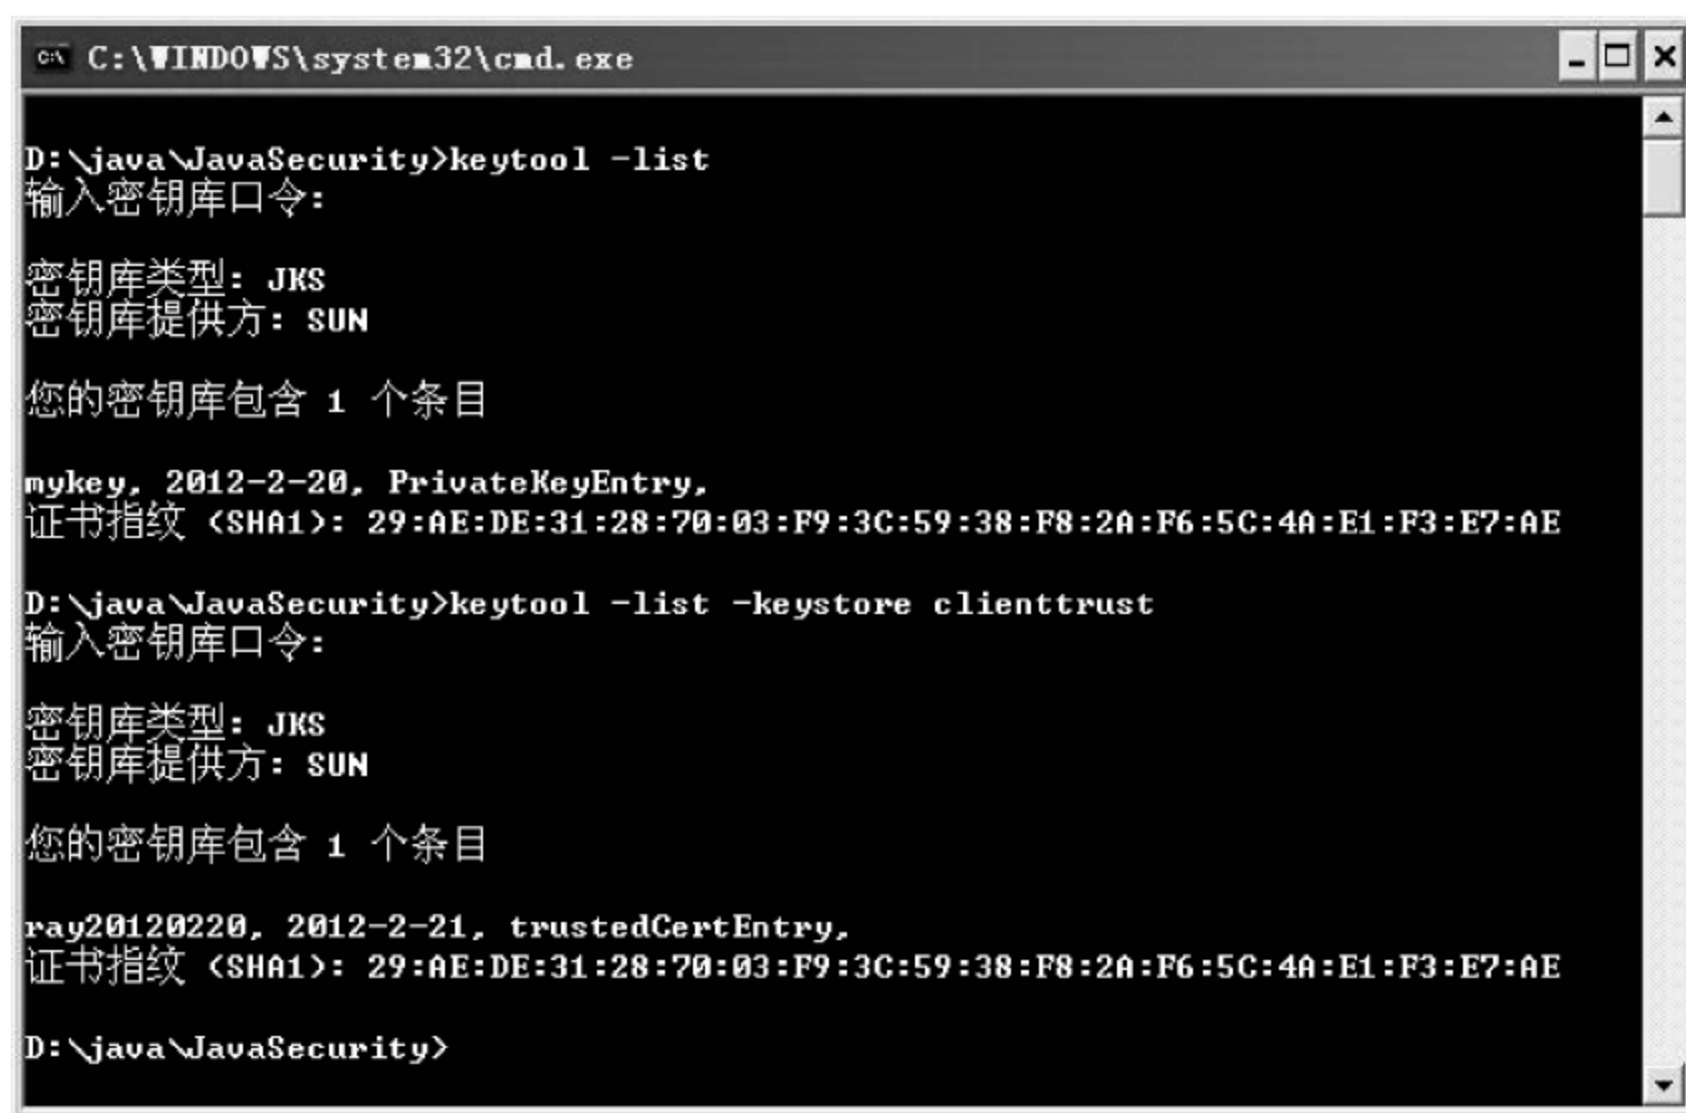 C:\WINDOWS\system32\cmd.exe
D:\java\JavaSecurity>keytool -list
输入密钥库口令:
密钥库类型: JKS
密钥库提供方: SUN
您的密钥库包含 1 个条目
mykey, 2012-2-20, PrivateKeyEntry,
证书指纹 (SHA1): 29:AE:DE:31:28:70:03:F9:3C:59:38:F8:2A:F6:5C:4A:E1:F3:E7:AE
D:\java\JavaSecurity>keytool -list -keystore clienttrust
输入密钥库口令:
密钥库类型: JKS
密钥库提供方: SUN
您的密钥库包含 1 个条目
ray20120220, 2012-2-21, trustedCertEntry,
证书指纹 (SHA1): 29:AE:DE:31:28:70:03:F9:3C:59:38:F8:2A:F6:5C:4A:E1:F3:E7:AE
D:\java\JavaSecurity>